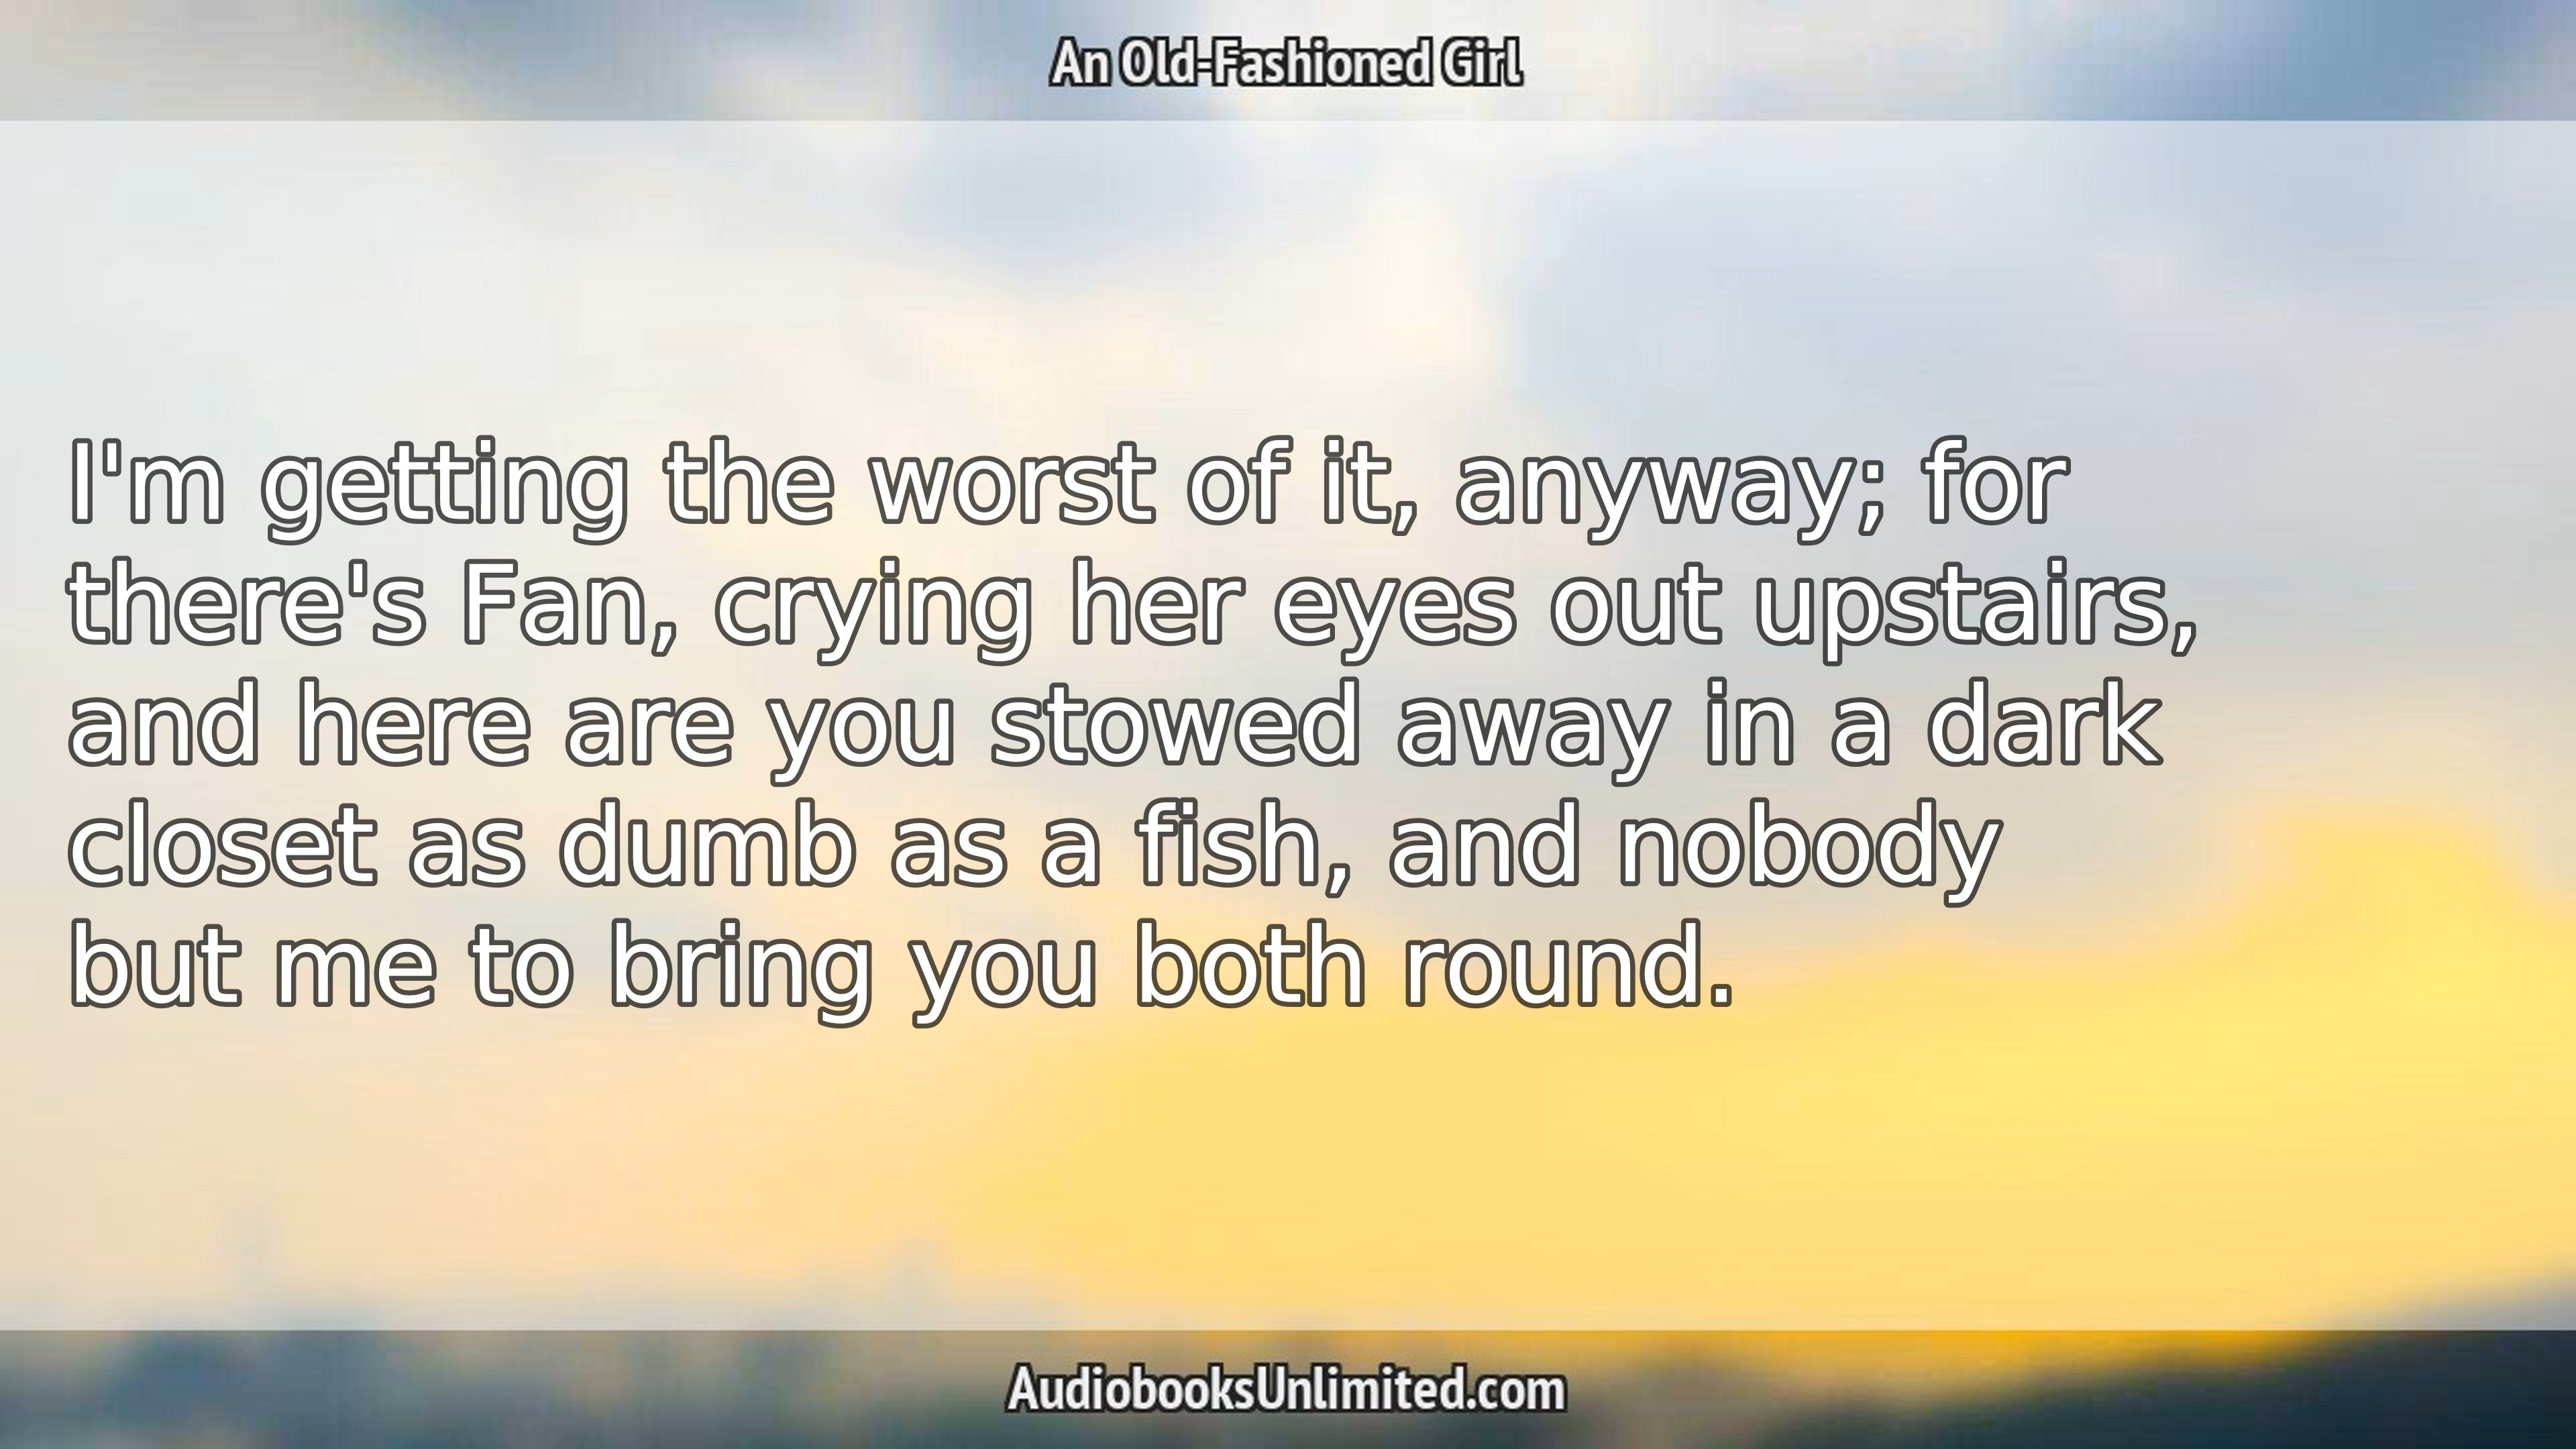 An Old-Fashioned Girl
I'm getting the worst of it, anyway; for
there's Fan, crying her eyes out upstairs,
and here are you stowed away in a dark
closet as dumb as a fish, and nobody
but me to bring you both round.
AudiobooksUnlimited.com